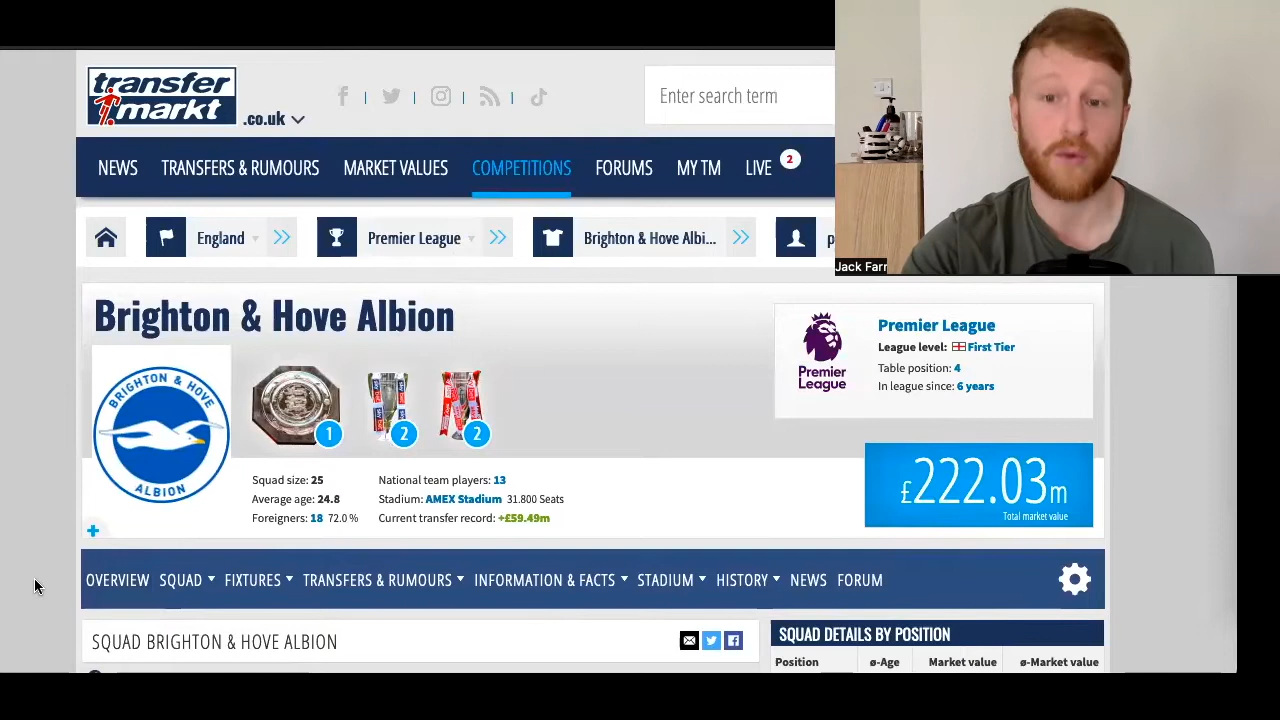 transfer
markt
.co.uk
Enter search term
NEWS TRANSFERS & RUMOURS MARKET VALUES COMPETITIONS FORUMS MY TM LIVE 2
England Premier League Brighton & Hove Albi... p
Jack Farr
Brighton & Hove Albion
Premier League
League level: First Tier
Table position: 4
In league since: 6 years
Premier
League
BRIGHTON & HOVE
ALBION
1 2 2
£222.03m
Total market value
Squad size: 25
Average age: 24.8
Foreigners: 18 72.0 %
National team players: 13
Stadium: AMEX Stadium 31.800 Seats
Current transfer record: +£59.49m
OVERVIEW SQUAD FIXTURES TRANSFERS & RUMOURS INFORMATION & FACTS STADIUM HISTORY NEWS FORUM
SQUAD BRIGHTON & HOVE ALBION
SQUAD DETAILS BY POSITION
Position ø-Age Market value ø-Market value